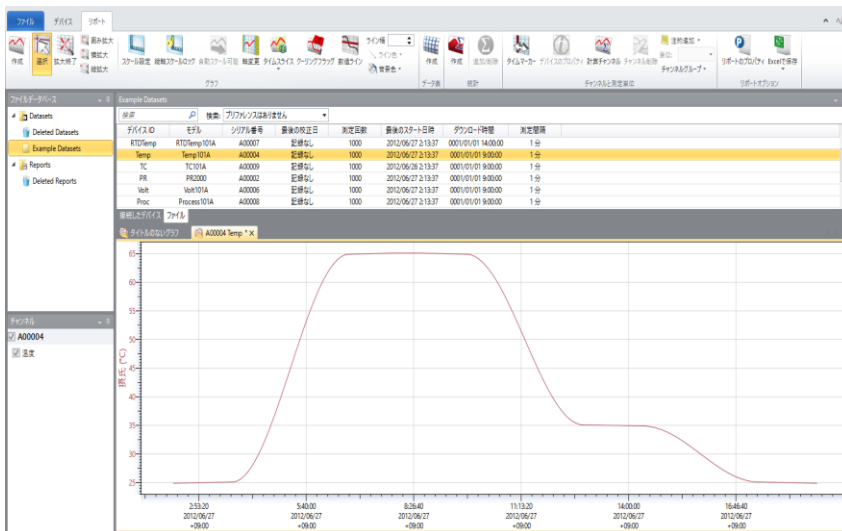 ファイル デバイス リポート
作成 選択 拡大終了 囲み拡大 横拡大 縦拡大 スケール設定 縦軸スケールロック 自動スケール可能 軸変更 タイムスライス クーリングフラッグ 数値ライン ライン幅 ライン色 背景色 作成 作成 追加/削除 タイムマーカー デバイスのプロパティ 計算チャンネル チャンネル削除 注釈追加 単位: チャンネルグループ リポートのプロパティ Excelで保存
グラフ データ表 統計 チャンネルと測定単位 リポートオプション
ファイルデータベース
Datasets
Deleted Datasets
Example Datasets
Reports
Deleted Reports
Example Datasets
検索 検索: プリファレンスはありません
デバイス ID モデル シリアル番号 最後の校正日 測定回数 最後のスタート日時 ダウンロード時間 測定間隔
RTDTemp RTDTemp101A A00007 記録なし 1000 2012/06/27 2:13:37 0001/01/01 14:00:00 1 分
Temp Temp101A A00004 記録なし 1000 2012/06/27 2:13:37 0001/01/01 9:00:00 1 分
TC TC101A A00009 記録なし 1000 2012/06/26 2:13:37 0001/01/01 9:00:00 1 分
PR PR2000 A00002 記録なし 1000 2012/06/27 2:13:37 0001/01/01 9:00:00 1 分
Volt Volt101A A00006 記録なし 1000 2012/06/27 2:13:37 0001/01/01 9:00:00 1 分
Proc Process101A A00008 記録なし 1000 2012/06/27 2:13:37 0001/01/01 9:00:00 1 分
接続したデバイス ファイル
タイトルのないグラフ A00004 Temp * X
チャンネル
A00004
温度
摂氏 (°C)
65
60
55
50
45
40
35
30
25
2:53:20 5:40:00 8:26:40 11:13:20 14:00:00 16:46:40
2012/06/27 2012/06/27 2012/06/27 2012/06/27 2012/06/27 2012/06/27
+09:00 +09:00 +09:00 +09:00 +09:00 +09:00